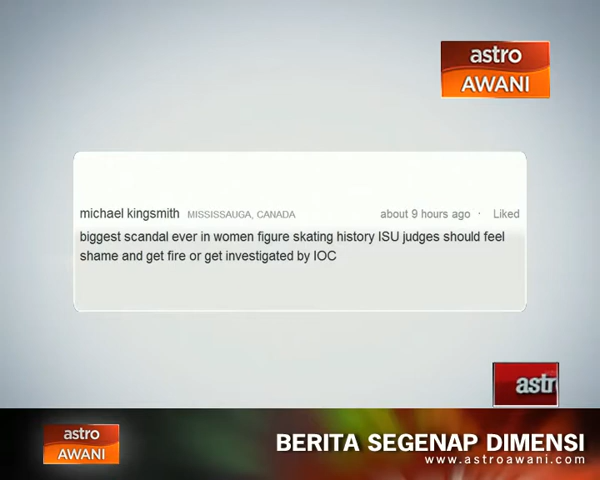 astro
AWANI
michael kingsmith MISSISSAUGA, CANADA about 9 hours ago · Liked
biggest scandal ever in women figure skating history ISU judges should feel
shame and get fire or get investigated by IOC
astr
astro
AWANI
BERITA SEGENAP DIMENSI
www.astroawani.com